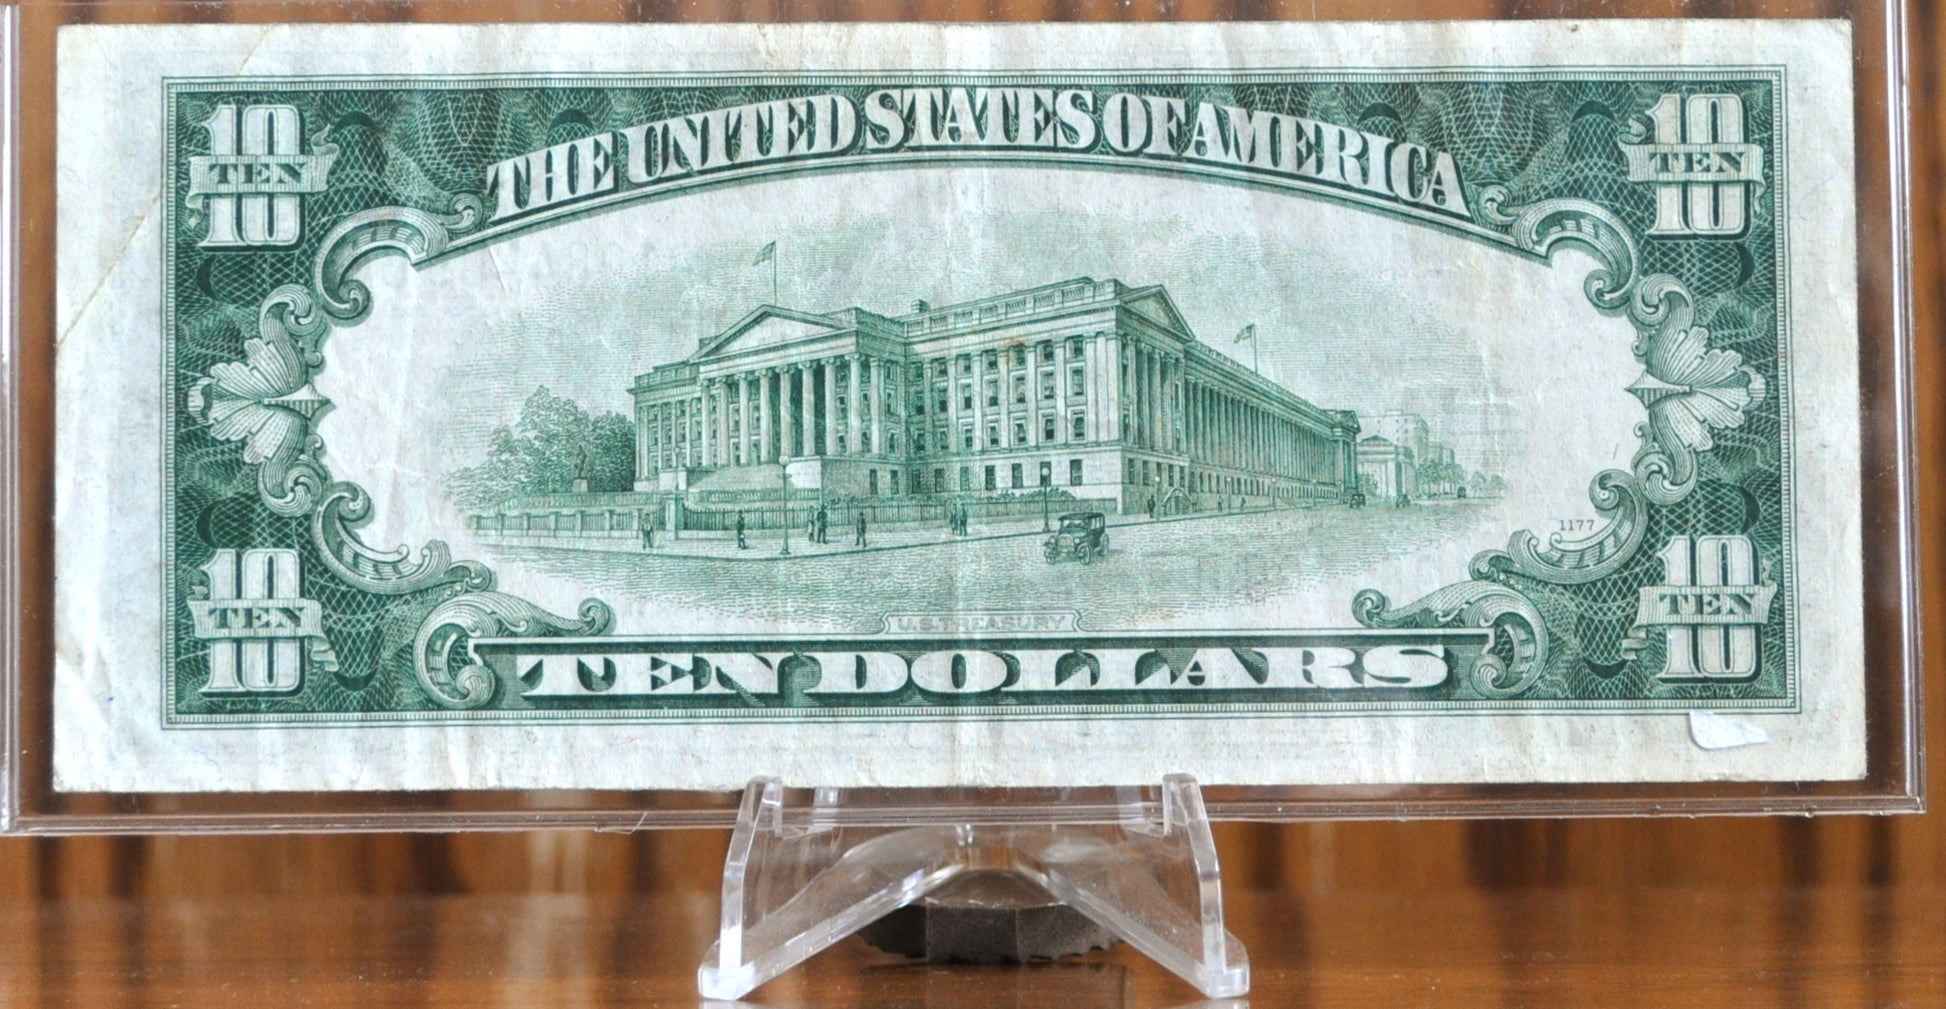 THE UNITED STATES OF AMERICA
10 TEN 10
10 TEN 10
1177
10 TEN 10
10 TEN 10
U.S. TREASURY
TEN DOLLARS